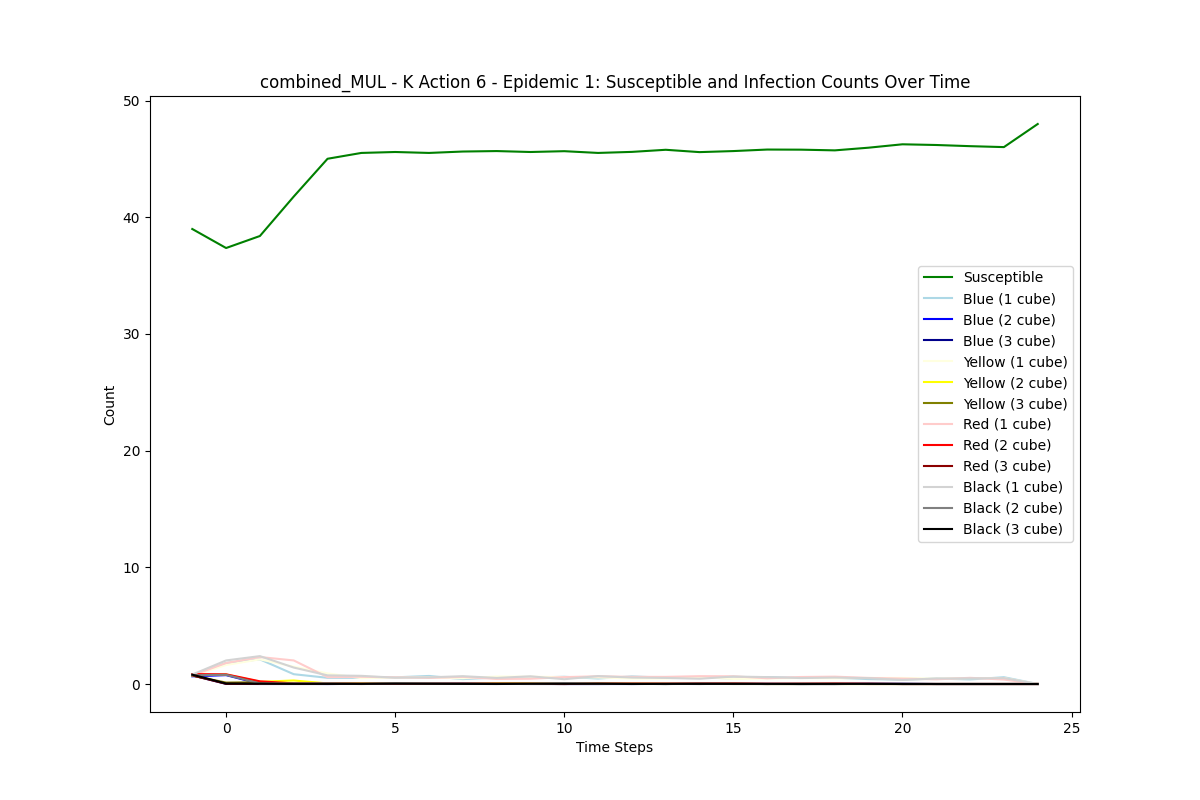 combined_MUL - K Action 6 - Epidemic 1: Susceptible and Infection Counts Over Time
50
40
30
20
10
0
Count
Susceptible
Blue (1 cube)
Blue (2 cube)
Blue (3 cube)
Yellow (1 cube)
Yellow (2 cube)
Yellow (3 cube)
Red (1 cube)
Red (2 cube)
Red (3 cube)
Black (1 cube)
Black (2 cube)
Black (3 cube)
0 5 10 15 20 25
Time Steps